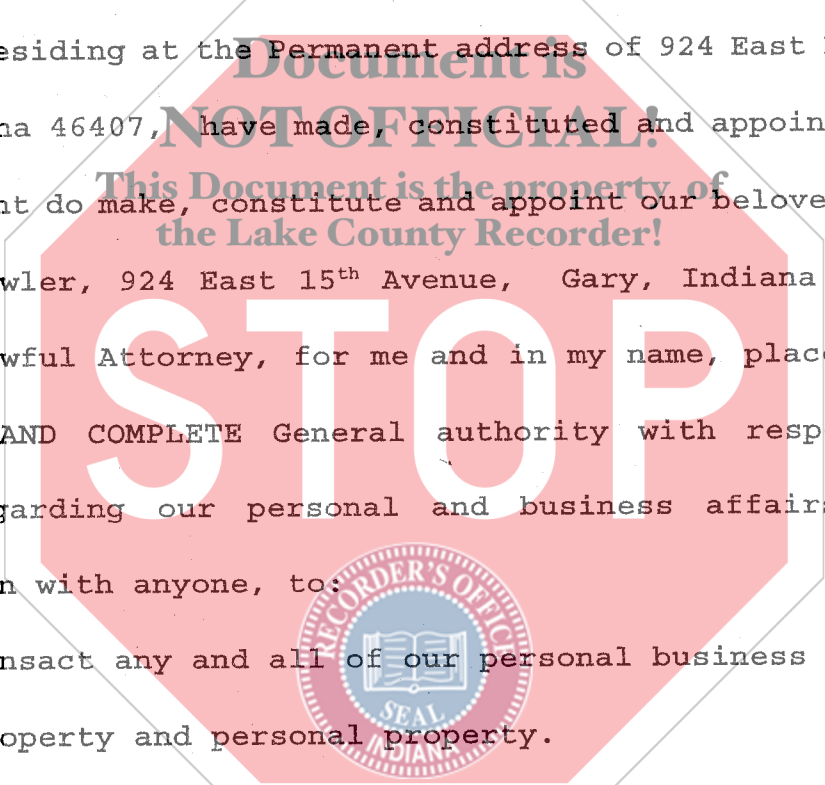 esiding at the Permanent address of 924 East
Document is
na 46407, have made, constituted and appoin
NOT OFFICIAL!
This Document is the property of
nt do make, constitute and appoint our belove
the Lake County Recorder!
wler, 924 East 15th Avenue, Gary, Indiana
STOP
wful Attorney, for me and in my name, plac
AND COMPLETE General authority with resp
garding our personal and business affairs
n with anyone, to:
RECORDER'S OFFICE
nsact any and all of our personal business
SEAL
INDIANA
operty and personal property.